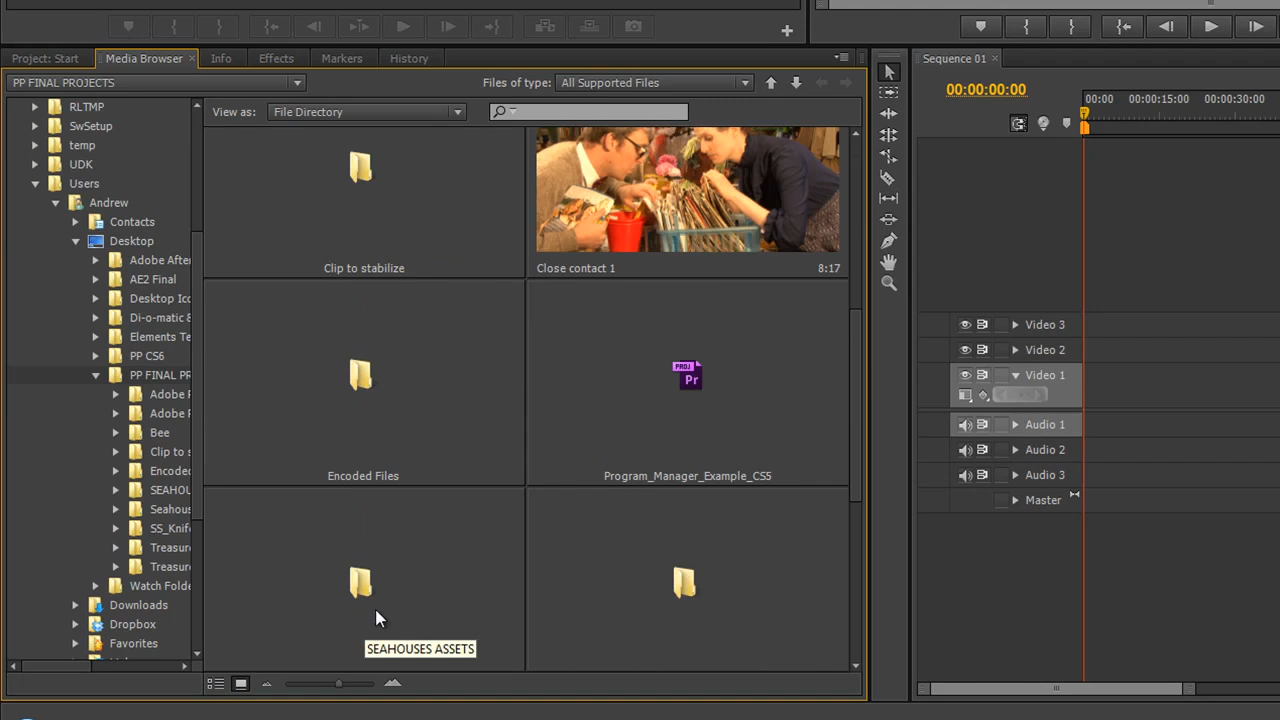 Project: Start
Media Browser
Info
Effects
Markers
History
Sequence 01
PP FINAL PROJECTS
Files of type:
All Supported Files
00:00:00:00
00:00
00:00:15:00
00:00:30:00
View as:
File Directory
RLTMP
SwSetup
temp
UDK
Users
Andrew
Contacts
Desktop
Adobe After
AE2 Final
Desktop Ico
Di-o-matic &
Elements Te
PP CS6
PP FINAL PR
Adobe P
Adobe P
Bee
Clip to s
Encoded
SEAHOU
Seahous
SS_Knif
Treasur
Treasur
Watch Folde
Downloads
Dropbox
Favorites
Clip to stabilize
Close contact 1
8:17
Encoded Files
PROJ
Pr
Program_Manager_Example_CS5
SEAHOUSES ASSETS
Video 3
Video 2
Video 1
Audio 1
Audio 2
Audio 3
Master